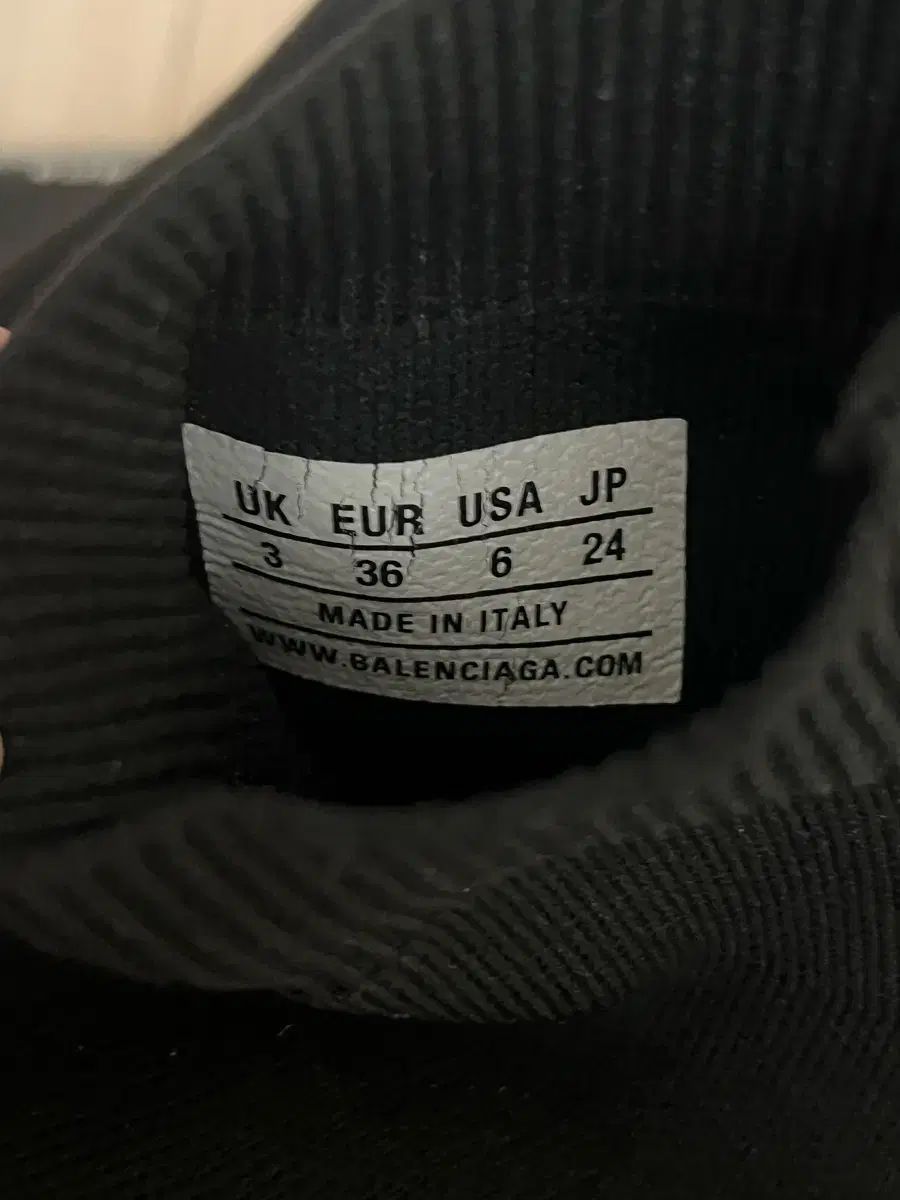 UK EUR USA JP
3 36 6 24
MADE IN ITALY
WWW.BALENCIAGA.COM